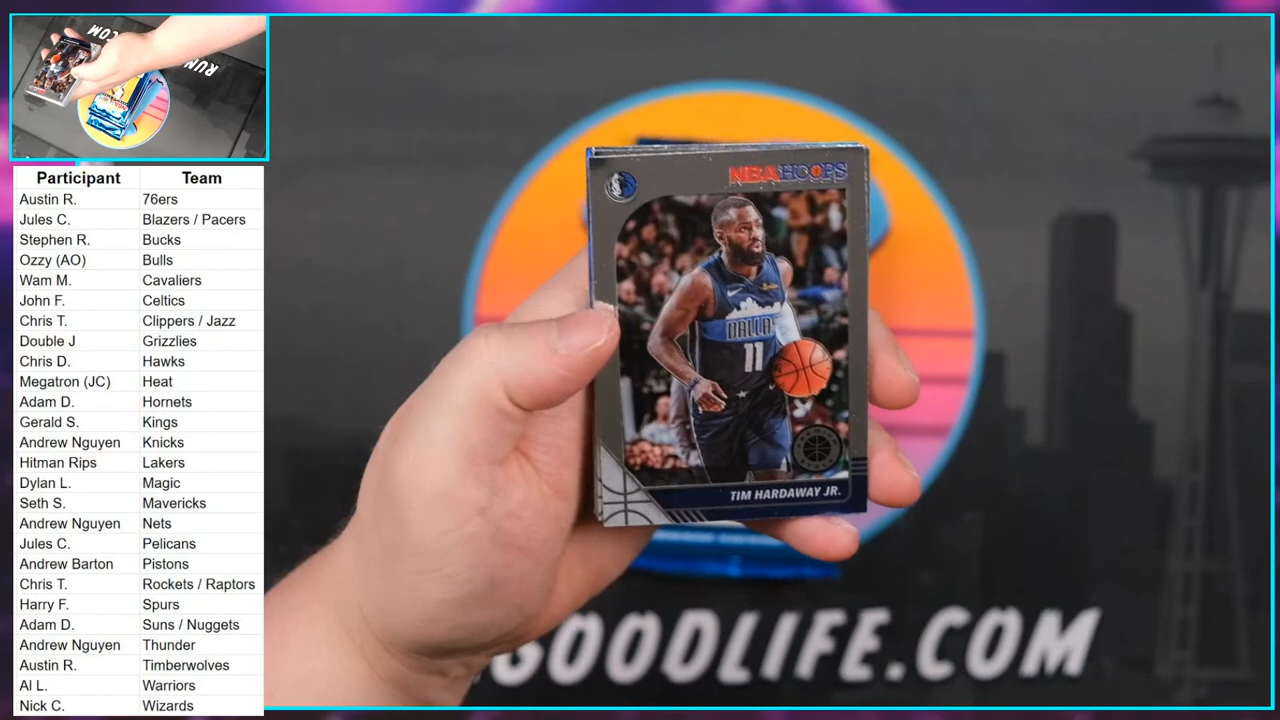 COM
RUN
Participant Team
Austin R. 76ers
Jules C. Blazers / Pacers
Stephen R. Bucks
Ozzy (AO) Bulls
Wam M. Cavaliers
John F. Celtics
Chris T. Clippers / Jazz
Double J Grizzlies
Chris D. Hawks
Megatron (JC) Heat
Adam D. Hornets
Gerald S. Kings
Andrew Nguyen Knicks
Hitman Rips Lakers
Dylan L. Magic
Seth S. Mavericks
Andrew Nguyen Nets
Jules C. Pelicans
Andrew Barton Pistons
Chris T. Rockets / Raptors
Harry F. Spurs
Adam D. Suns / Nuggets
Andrew Nguyen Thunder
Austin R. Timberwolves
Al L. Warriors
Nick C. Wizards
NBA HOOPS
DALLA
11
TIM HARDAWAY JR.
GOODLIFE.COM